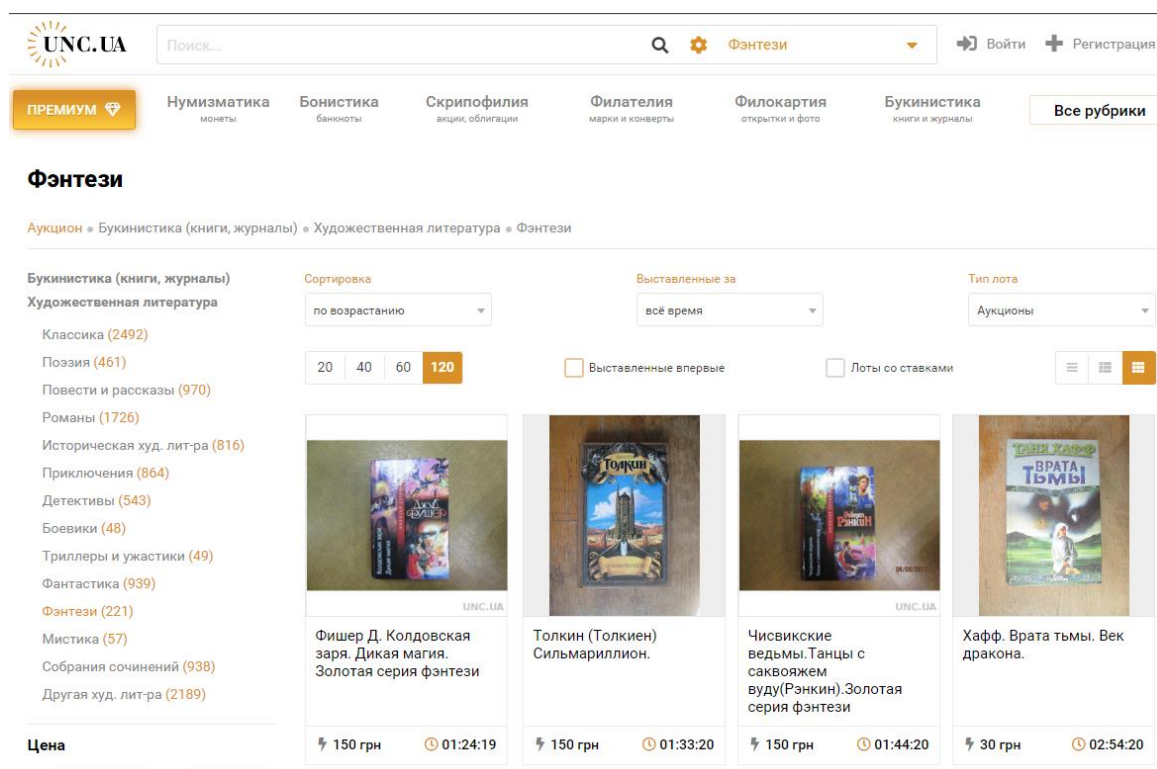 UNC.UA
Поиск...
Фэнтези
Войти
Регистрация
ПРЕМИУМ
Нумизматика
монеты
Бонистика
банкноты
Скрипофилия
акции, облигации
Филателия
марки и конверты
Филокартия
открытки и фото
Букинистика
книги и журналы
Все рубрики
Фэнтези
Аукцион • Букинистика (книги, журналы) • Художественная литература • Фэнтези
Букинистика (книги, журналы)
Художественная литература
Классика (2492)
Поэзия (461)
Повести и рассказы (970)
Романы (1726)
Историческая худ. лит-ра (816)
Приключения (864)
Детективы (543)
Боевики (48)
Триллеры и ужастики (49)
Фантастика (939)
Фэнтези (221)
Мистика (57)
Собрания сочинений (938)
Другая худ. лит-ра (2189)
Цена
Сортировка
по возрастанию
Выставленные за
всё время
Тип лота
Аукционы
20 40 60 120
Выставленные впервые
Лоты со ставками
ДЖУД
ФИШЕР
UNC.UA
Фишер Д. Колдовская
заря. Дикая магия.
Золотая серия фэнтези
150 грн 01:24:19
ТОЛКИН
Толкин (Толкиен)
Сильмариллион.
150 грн 01:33:20
Роберт
РЭНКИН
UNC.UA
Чисвикские
ведьмы.Танцы с
саквояжем
вуду(Рэнкин).Золотая
серия фэнтези
150 грн 01:44:20
ТАНЯ ХАФФ
ВРАТА
ТЬМЫ
Хафф. Врата тьмы. Век
дракона.
30 грн 02:54:20